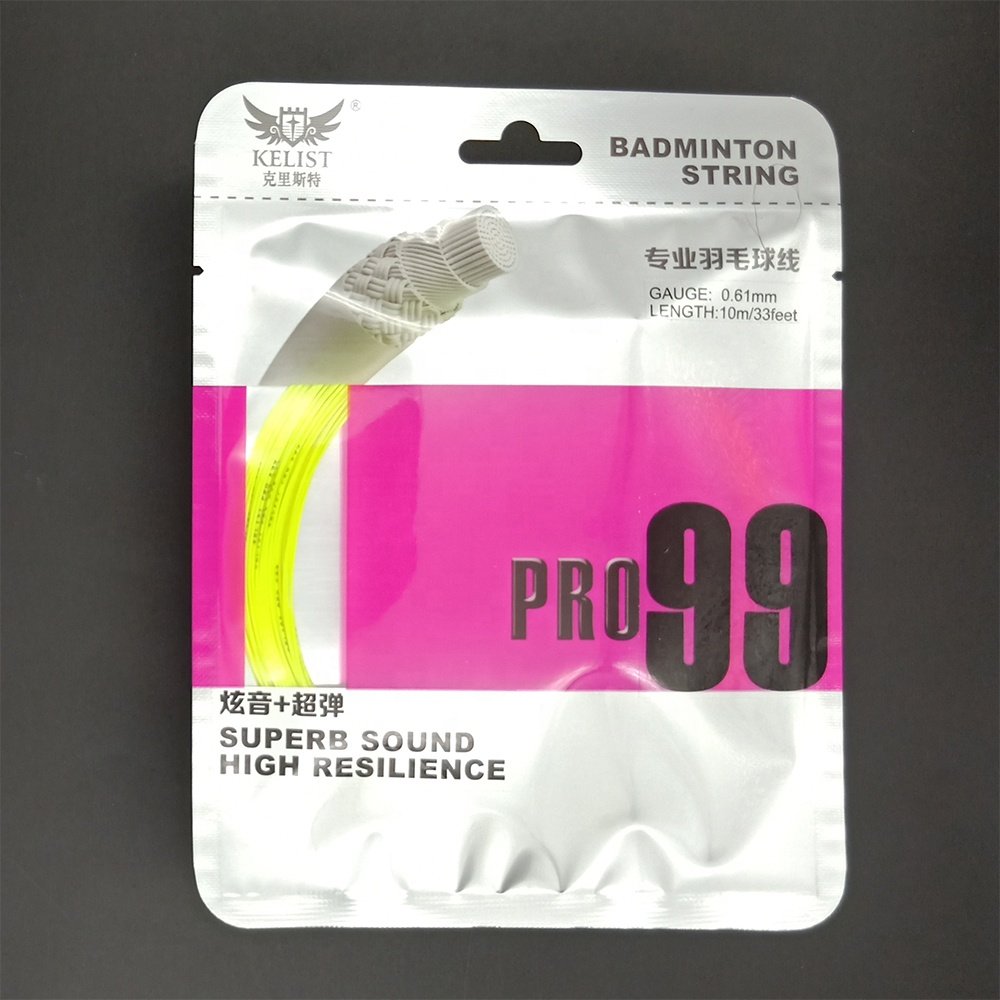 ®
KELIST
克里斯特
BADMINTON
STRING
专业羽毛球线
GAUGE: 0.61mm
LENGTH:10m/33feet
PRO99
炫音+超弹
SUPERB SOUND
HIGH RESILIENCE